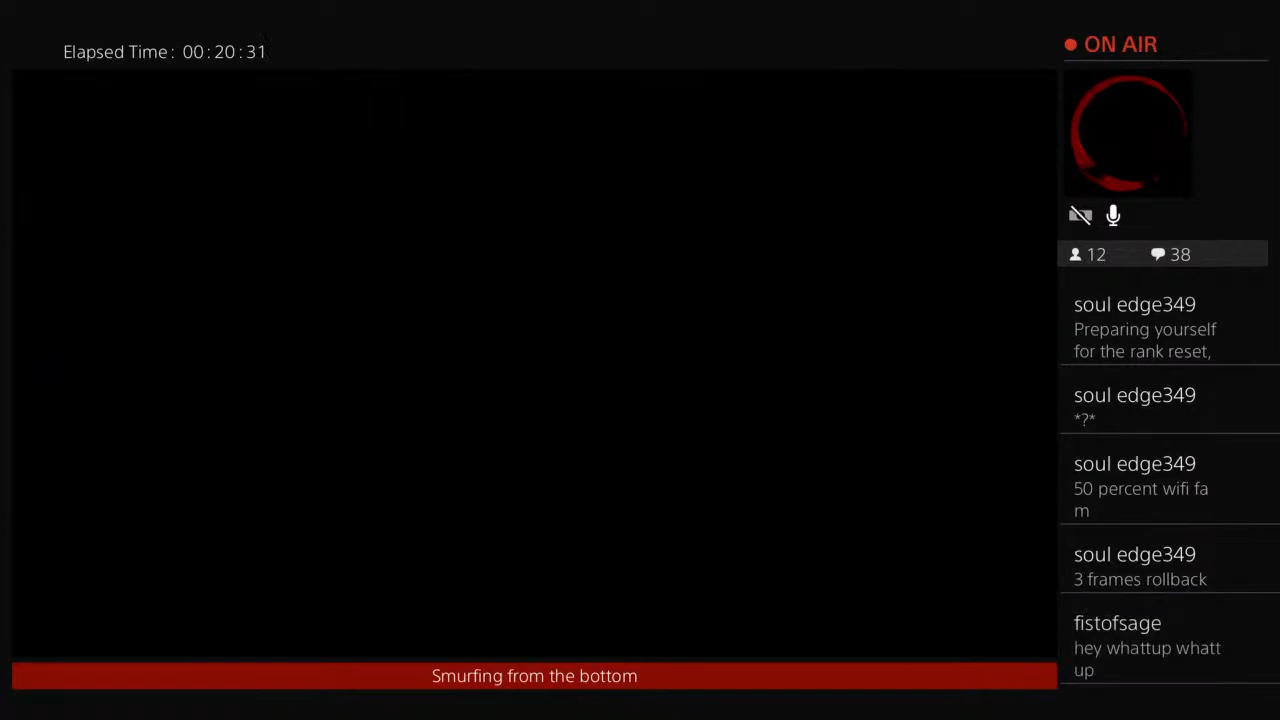 Elapsed Time: 00:20:31
ON AIR
12 38
soul edge349
Preparing yourself
for the rank reset,
soul edge349
*?*
soul edge349
50 percent wifi fa
m
soul edge349
3 frames rollback
fistofsage
hey whattup whatt
up
Smurfing from the bottom